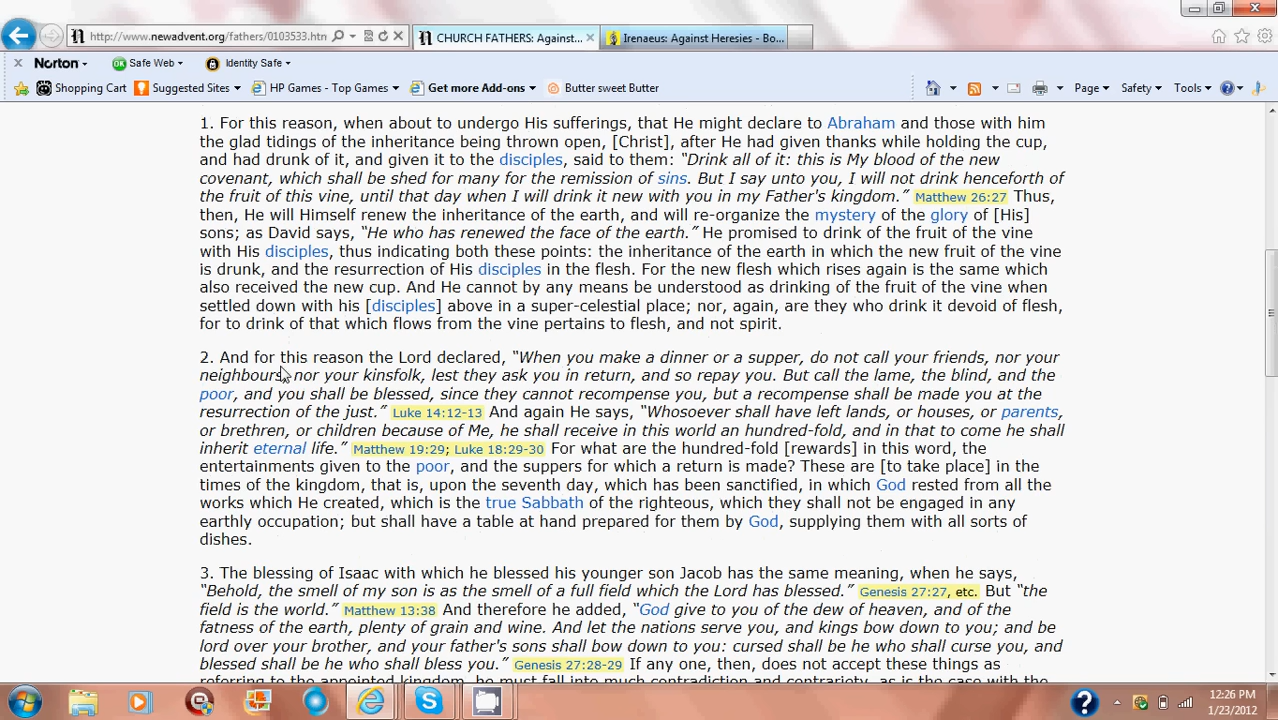 http://www.newadvent.org/fathers/0103533.htm
CHURCH FATHERS: Against...
Irenaeus: Against Heresies - Bo...
Norton
Safe Web
Identity Safe
Shopping Cart
Suggested Sites
HP Games - Top Games
Get more Add-ons
Butter sweet Butter
Page
Safety
Tools
1. For this reason, when about to undergo His sufferings, that He might declare to Abraham and those with him
the glad tidings of the inheritance being thrown open, [Christ], after He had given thanks while holding the cup,
and had drunk of it, and given it to the disciples, said to them: “Drink all of it: this is My blood of the new
covenant, which shall be shed for many for the remission of sins. But I say unto you, I will not drink henceforth of
the fruit of this vine, until that day when I will drink it new with you in my Father's kingdom.” Matthew 26:27 Thus,
then, He will Himself renew the inheritance of the earth, and will re-organize the mystery of the glory of [His]
sons; as David says, “He who has renewed the face of the earth.” He promised to drink of the fruit of the vine
with His disciples, thus indicating both these points: the inheritance of the earth in which the new fruit of the vine
is drunk, and the resurrection of His disciples in the flesh. For the new flesh which rises again is the same which
also received the new cup. And He cannot by any means be understood as drinking of the fruit of the vine when
settled down with his [disciples] above in a super-celestial place; nor, again, are they who drink it devoid of flesh,
for to drink of that which flows from the vine pertains to flesh, and not spirit.
2. And for this reason the Lord declared, “When you make a dinner or a supper, do not call your friends, nor your
neighbours, nor your kinsfolk, lest they ask you in return, and so repay you. But call the lame, the blind, and the
poor, and you shall be blessed, since they cannot recompense you, but a recompense shall be made you at the
resurrection of the just.” Luke 14:12-13 And again He says, “Whosoever shall have left lands, or houses, or parents,
or brethren, or children because of Me, he shall receive in this world an hundred-fold, and in that to come he shall
inherit eternal life.” Matthew 19:29; Luke 18:29-30 For what are the hundred-fold [rewards] in this word, the
entertainments given to the poor, and the suppers for which a return is made? These are [to take place] in the
times of the kingdom, that is, upon the seventh day, which has been sanctified, in which God rested from all the
works which He created, which is the true Sabbath of the righteous, which they shall not be engaged in any
earthly occupation; but shall have a table at hand prepared for them by God, supplying them with all sorts of
dishes.
3. The blessing of Isaac with which he blessed his younger son Jacob has the same meaning, when he says,
“Behold, the smell of my son is as the smell of a full field which the Lord has blessed.” Genesis 27:27, etc. But “the
field is the world.” Matthew 13:38 And therefore he added, “God give to you of the dew of heaven, and of the
fatness of the earth, plenty of grain and wine. And let the nations serve you, and kings bow down to you; and be
lord over your brother, and your father's sons shall bow down to you: cursed shall be he who shall curse you, and
blessed shall be he who shall bless you.” Genesis 27:28-29 If any one, then, does not accept these things as
referring to the appointed kingdom, he must fall into much contradiction and contrariety, as is the case with the
12:26 PM
1/23/2012